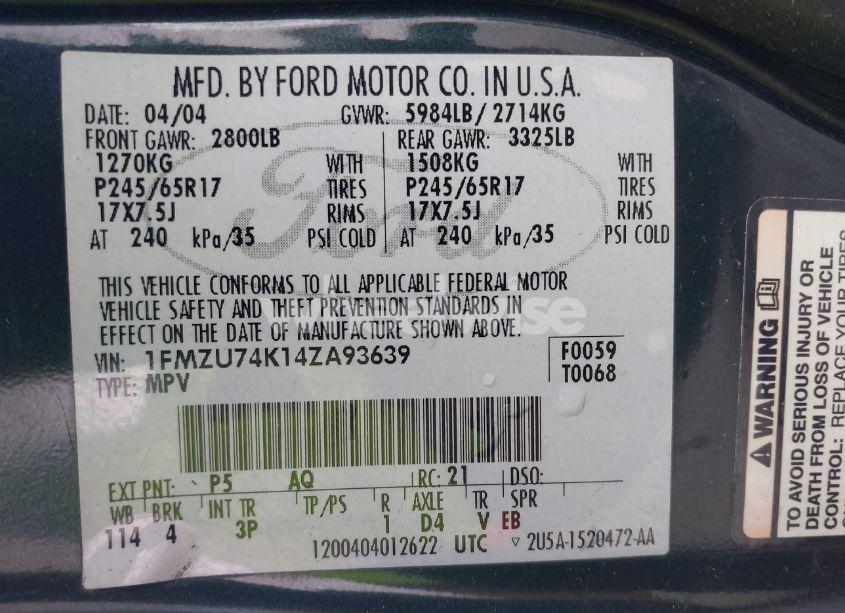 MFD. BY FORD MOTOR CO. IN U.S.A.
DATE: 04/04 GVWR: 5984LB/2714KG
FRONT GAWR: 2800LB REAR GAWR: 3325LB
1270KG WITH 1508KG WITH
P245/65R17 TIRES P245/65R17 TIRES
17X7.5J RIMS 17X7.5J RIMS
AT 240 kPa/35 PSI COLD AT 240 kPa/35 PSI COLD
Ford
THIS VEHICLE CONFORMS TO ALL APPLICABLE FEDERAL MOTOR
VEHICLE SAFETY AND THEFT PREVENTION STANDARDS IN
EFFECT ON THE DATE OF MANUFACTURE SHOWN ABOVE.
VIN: 1FMZU74K14ZA93639 F0059
TYPE: MPV T0068
EXT PNT: P5 AQ RC: 21 DSO:
WB BRK INT TR TP/PS R AXLE TR SPR
114 4 3P 1 D4 V EB
1200404012622 UTC ▽ 2U5A-1520472-AA
WARNING
TO AVOID SERIOUS INJURY OR
DEATH FROM LOSS OF VEHICLE
CONTROL: REPLACE YOUR TIRES